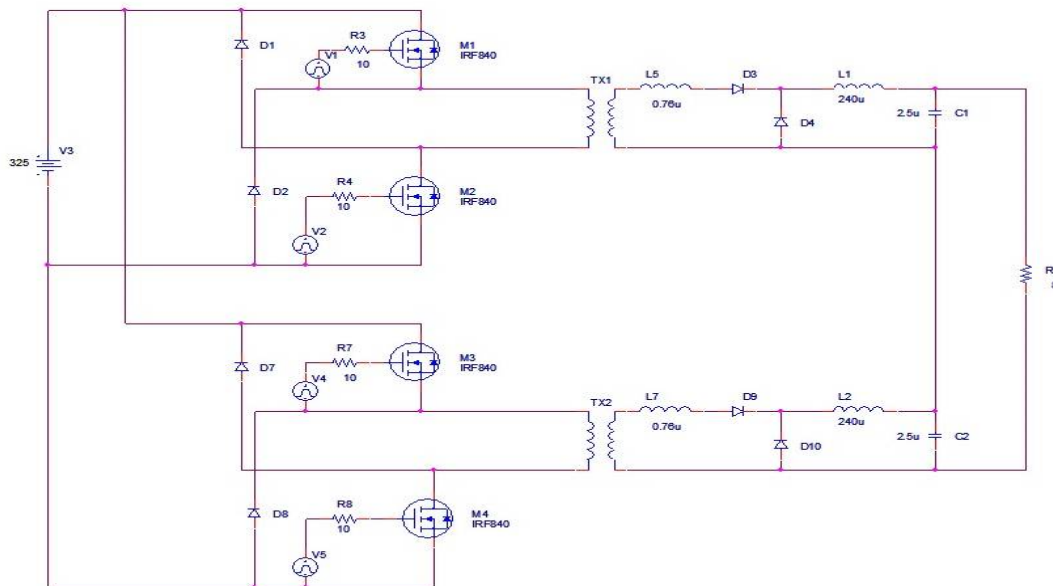 D1
V1
R3
10
M1
IRF840
TX1
L5
0.76u
D3
D4
L1
240u
2.5u
C1
325
V3
D2
R4
10
V2
M2
IRF840
R
D7
R7
10
V4
M3
IRF840
TX2
L7
0.76u
D9
D10
L2
240u
2.5u
C2
D8
R8
10
V5
M4
IRF840